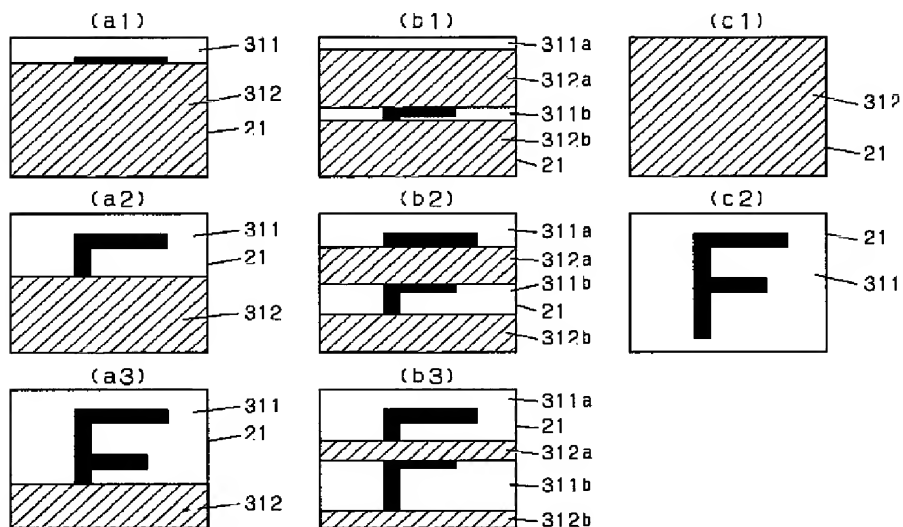 (a1) (b1) (c1)
311 311a
312 312a 312
311b
312b
21 21 21
(a2) (b2) (c2)
311 311a 21
21 312a
311b 311
312 21
312b
(a3) (b3)
311 311a
21 21
312a
311b
312 312b
F F F
F F F